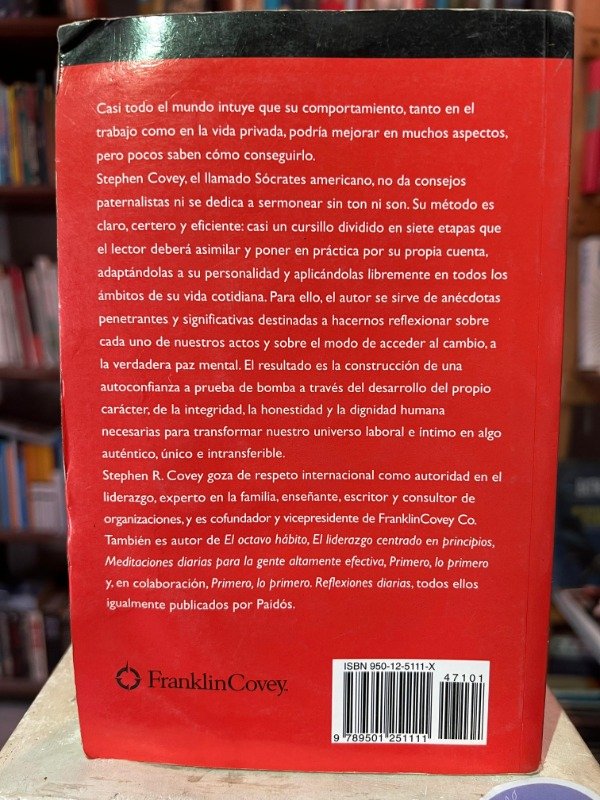 Casi todo el mundo intuye que su comportamiento, tanto en el
trabajo como en la vida privada, podría mejorar en muchos aspectos,
pero pocos saben cómo conseguirlo.
Stephen Covey, el llamado Sócrates americano, no da consejos
paternalistas ni se dedica a sermonear sin ton ni son. Su método es
claro, certero y eficiente: casi un cursillo dividido en siete etapas que
el lector deberá asimilar y poner en práctica por su propia cuenta,
adaptándolas a su personalidad y aplicándolas libremente en todos los
ámbitos de su vida cotidiana. Para ello, el autor se sirve de anécdotas
penetrantes y significativas destinadas a hacernos reflexionar sobre
cada uno de nuestros actos y sobre el modo de acceder al cambio, a
la verdadera paz mental. El resultado es la construcción de una
autoconfianza a prueba de bomba a través del desarrollo del propio
carácter, de la integridad, la honestidad y la dignidad humana
necesarias para transformar nuestro universo laboral e íntimo en algo
auténtico, único e intransferible.
Stephen R. Covey goza de respeto internacional como autoridad en el
liderazgo, experto en la familia, enseñante, escritor y consultor de
organizaciones, y es cofundador y vicepresidente de FranklinCovey Co.
También es autor de El octavo hábito, El liderazgo centrado en principios,
Meditaciones diarias para la gente altamente efectiva, Primero, lo primero
y, en colaboración, Primero, lo primero. Reflexiones diarias, todos ellos
igualmente publicados por Paidós.
FranklinCovey
ISBN 950-12-5111-X
47101
9 789501 251111